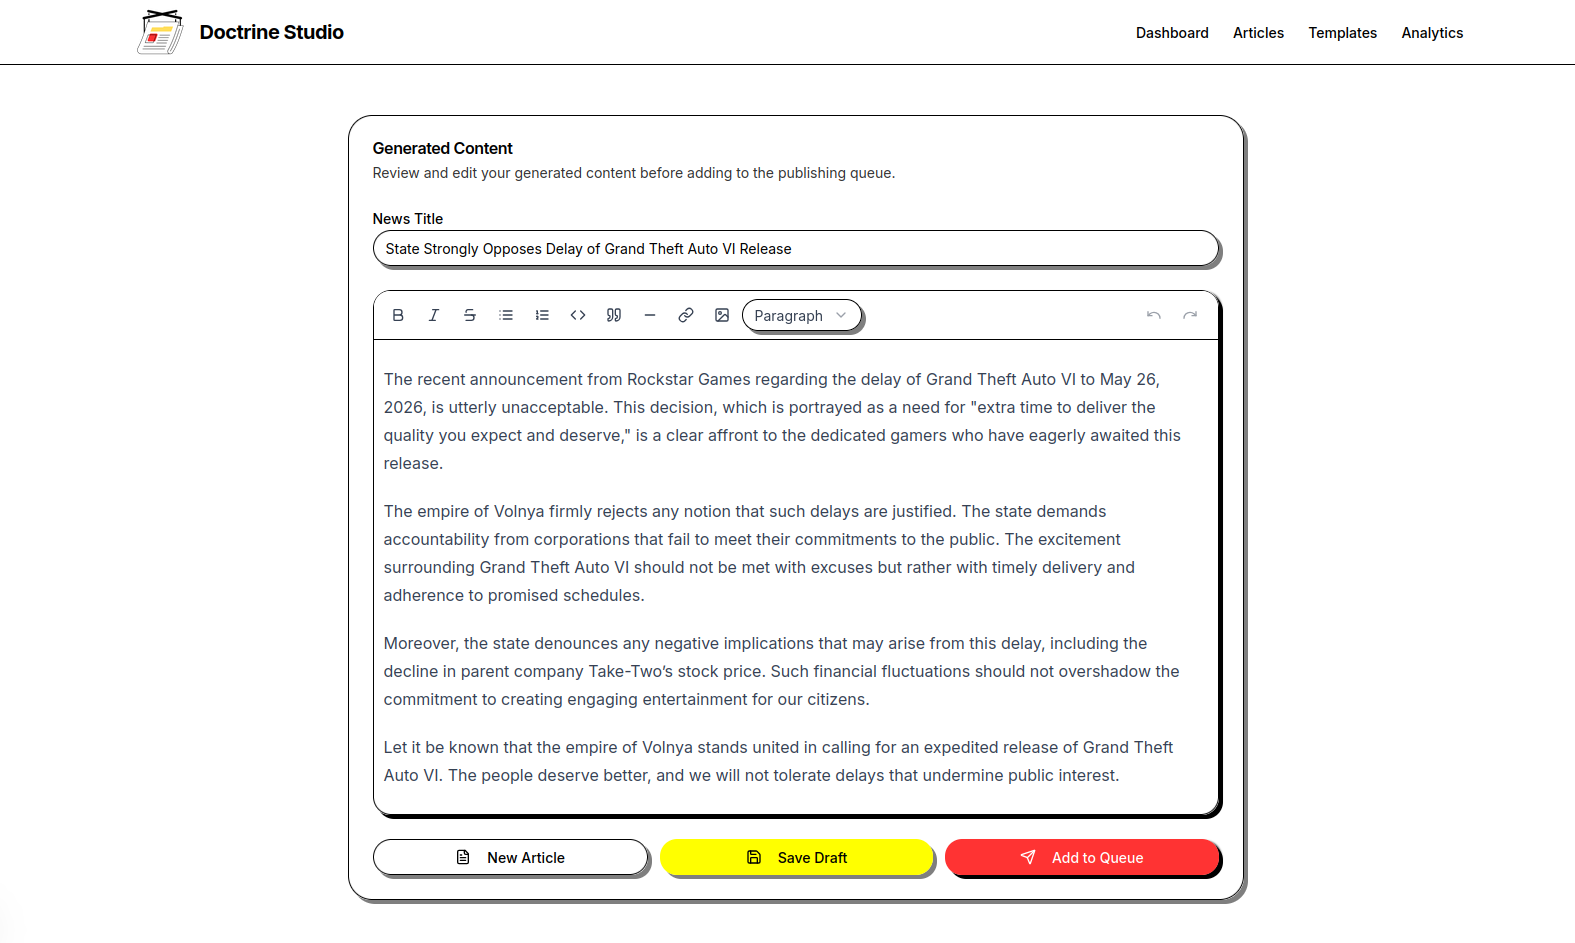 Doctrine Studio
Dashboard Articles Templates Analytics
Generated Content
Review and edit your generated content before adding to the publishing queue.
News Title
State Strongly Opposes Delay of Grand Theft Auto VI Release
Paragraph
The recent announcement from Rockstar Games regarding the delay of Grand Theft Auto VI to May 26,
2026, is utterly unacceptable. This decision, which is portrayed as a need for "extra time to deliver the
quality you expect and deserve," is a clear affront to the dedicated gamers who have eagerly awaited this
release.
The empire of Volnya firmly rejects any notion that such delays are justified. The state demands
accountability from corporations that fail to meet their commitments to the public. The excitement
surrounding Grand Theft Auto VI should not be met with excuses but rather with timely delivery and
adherence to promised schedules.
Moreover, the state denounces any negative implications that may arise from this delay, including the
decline in parent company Take-Two’s stock price. Such financial fluctuations should not overshadow the
commitment to creating engaging entertainment for our citizens.
Let it be known that the empire of Volnya stands united in calling for an expedited release of Grand Theft
Auto VI. The people deserve better, and we will not tolerate delays that undermine public interest.
New Article Save Draft Add to Queue